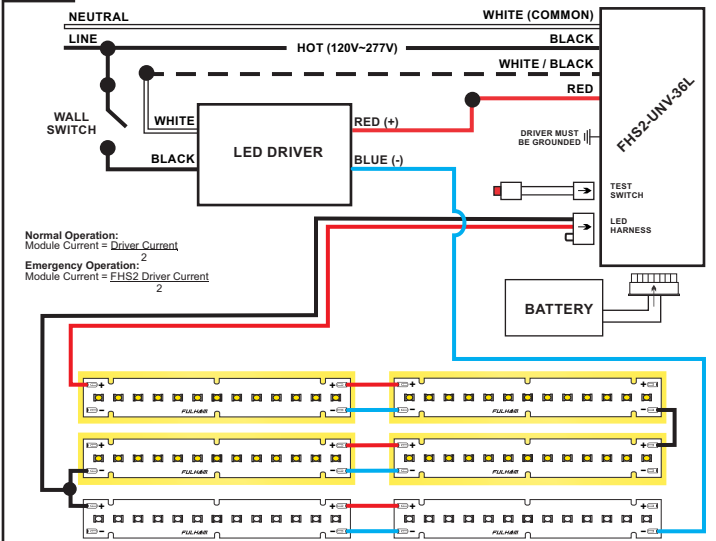 NEUTRAL
WHITE (COMMON)
LINE
HOT (120V~277V)
BLACK
WHITE / BLACK
RED
WALL
SWITCH
WHITE
BLACK
LED DRIVER
RED (+)
BLUE (-)
DRIVER MUST
BE GROUNDED
FHS2-UNV-36L
TEST
SWITCH
LED
HARNESS
Normal Operation:
Module Current = Driver Current
2
Emergency Operation:
Module Current = FHS2 Driver Current
2
BATTERY
+ + + +
- - - -
FULHAM FULHAM
+ + + +
- - - -
FULHAM FULHAM
+ + + +
- - - -
FULHAM FULHAM